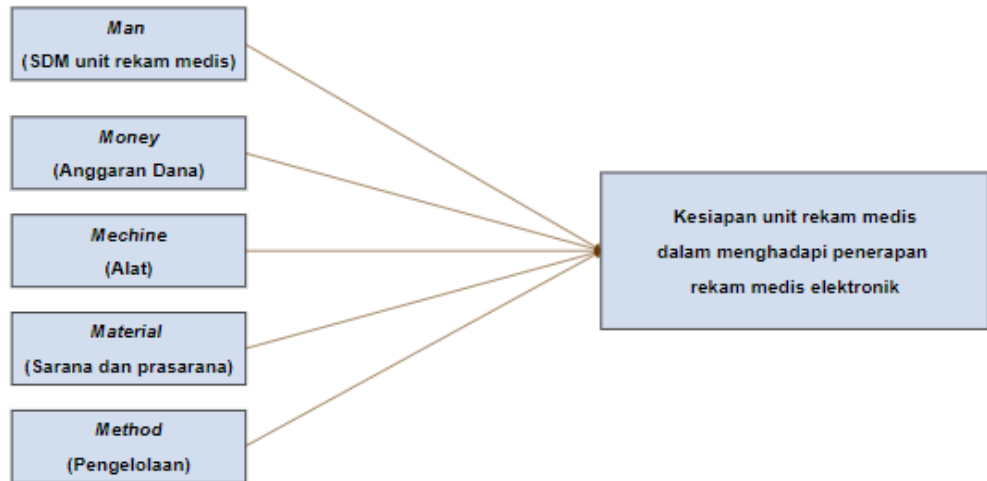 Man
(SDM unit rekam medis)
Money
(Anggaran Dana)
Mechine
(Alat)
Material
(Sarana dan prasarana)
Method
(Pengelolaan)
Kesiapan unit rekam medis
dalam menghadapi penerapan
rekam medis elektronik